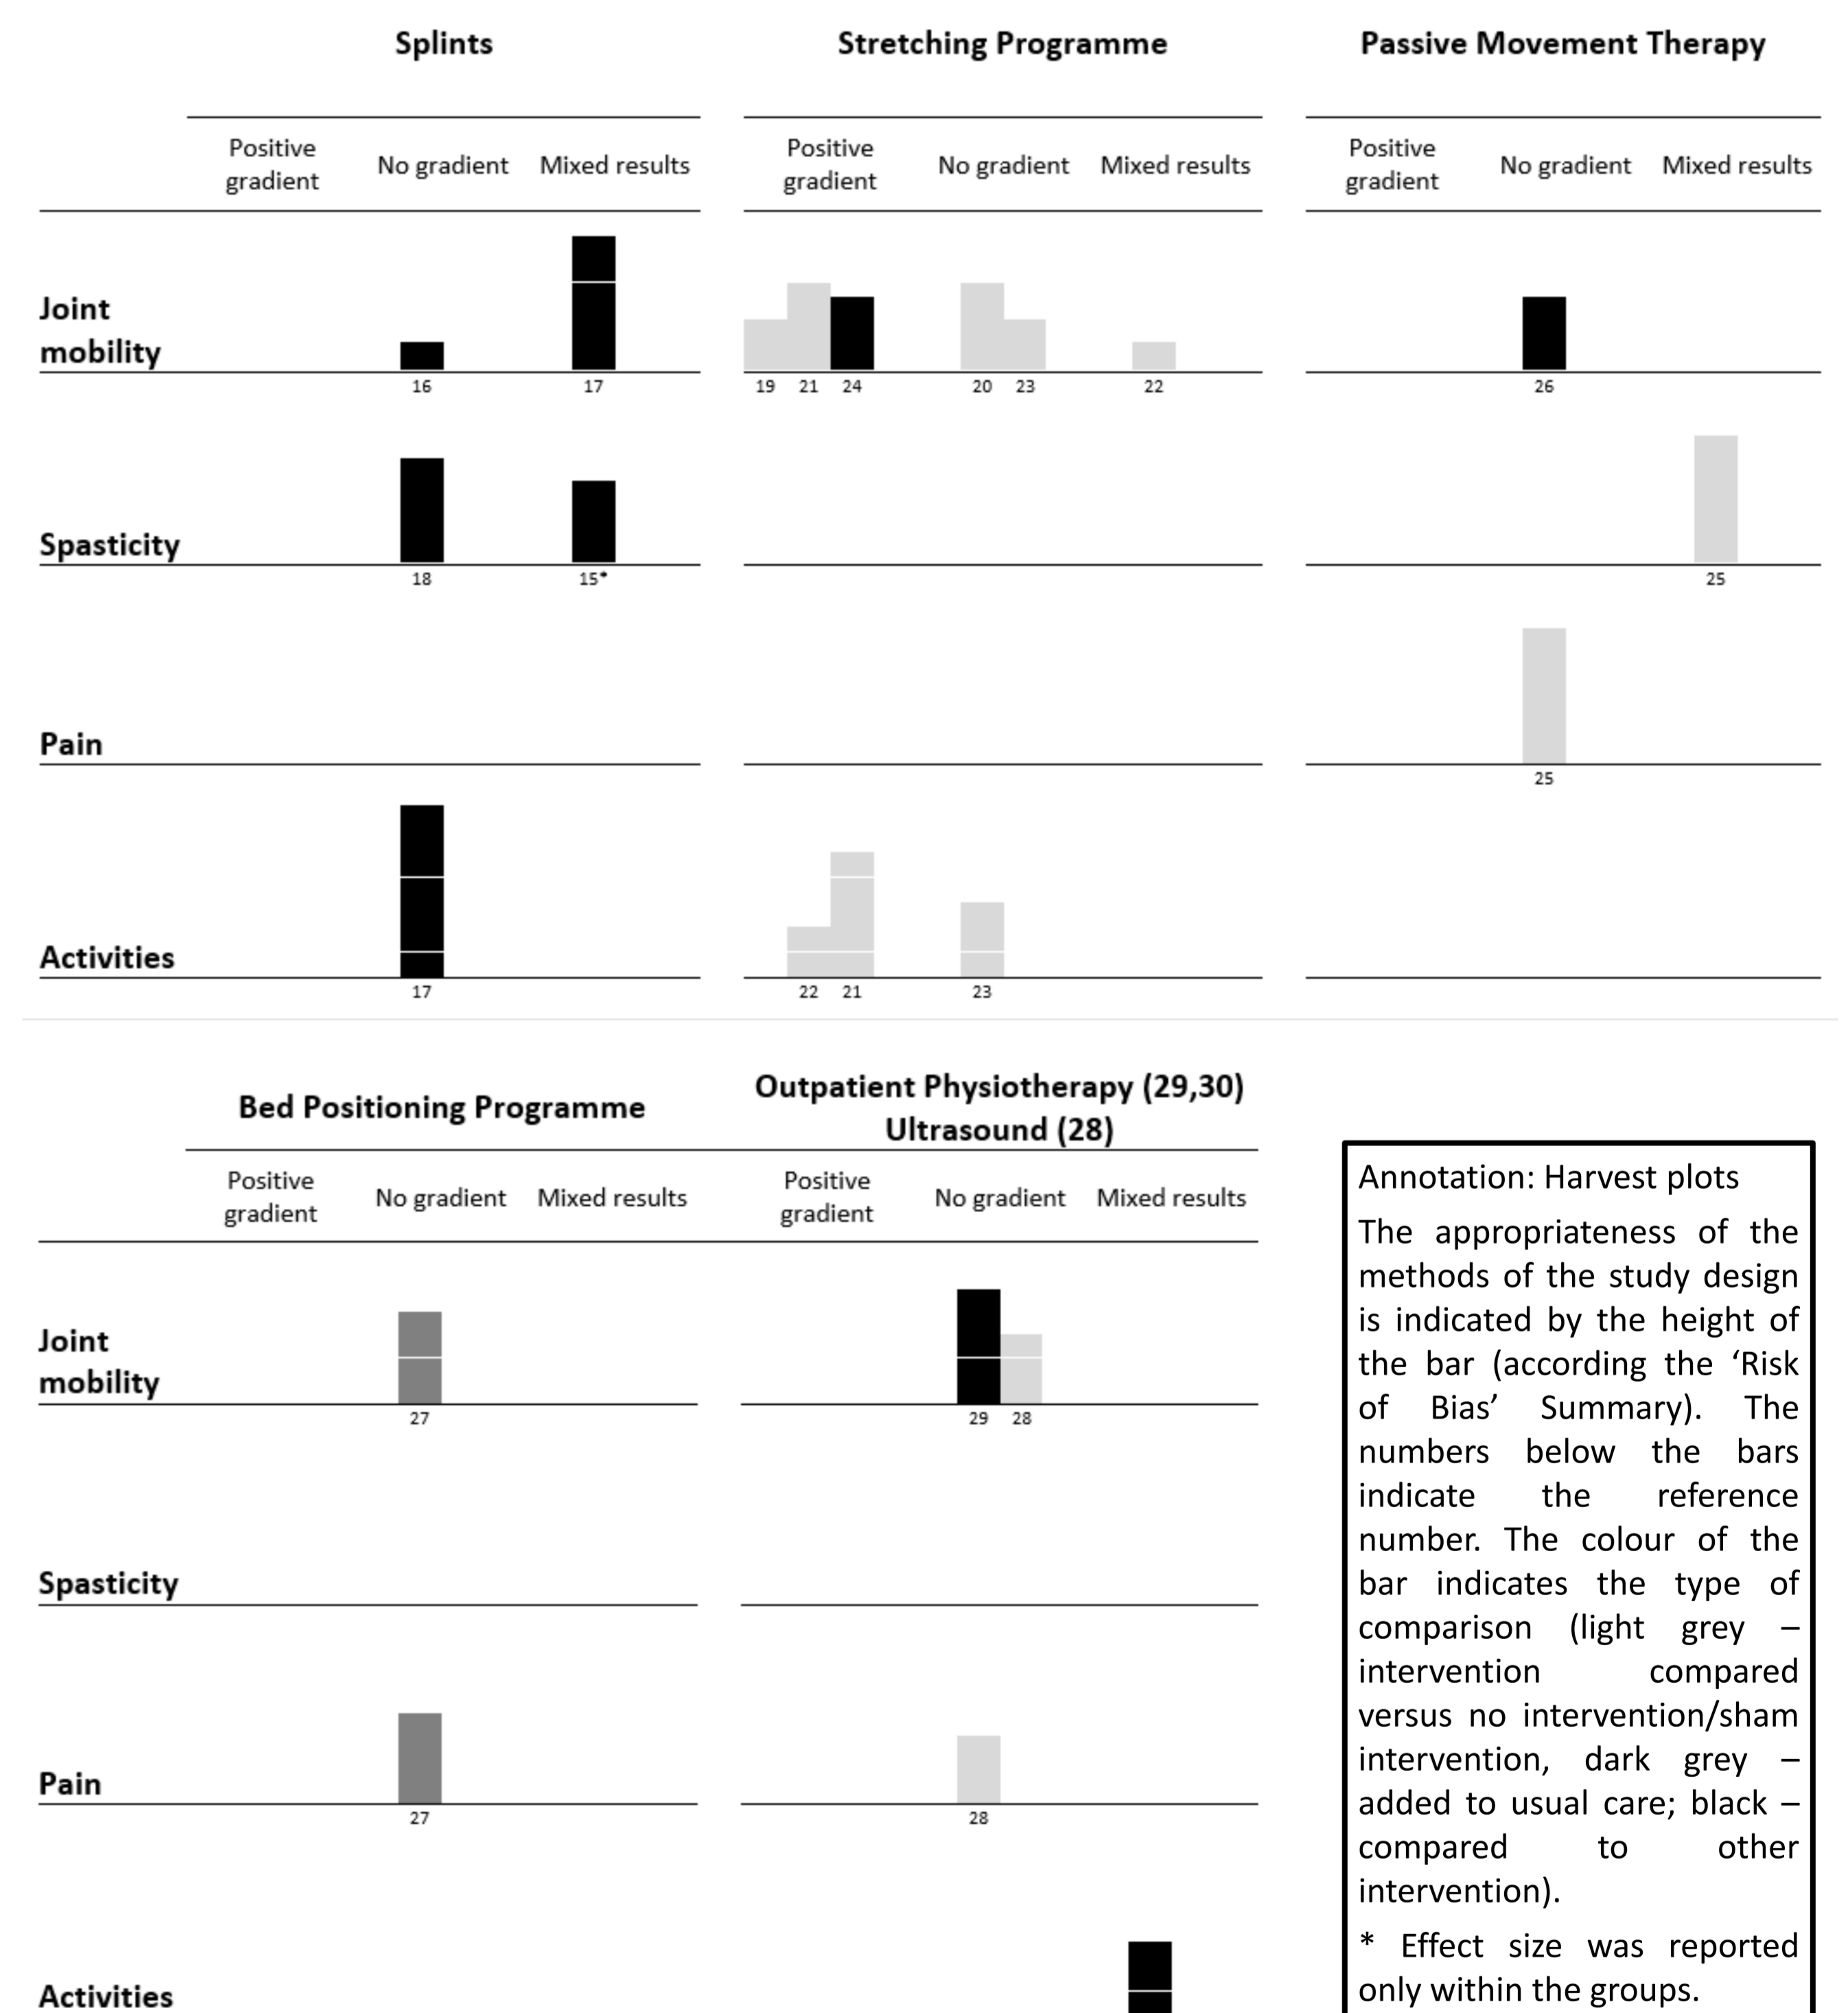 Splints
Stretching Programme
Passive Movement Therapy
Positive gradient
No gradient
Mixed results
Positive gradient
No gradient
Mixed results
Positive gradient
No gradient
Mixed results
Joint
mobility
16
17
19
21
24
20
23
22
26
Spasticity
18
15*
25
Pain
25
Activities
17
22
21
23
Bed Positioning Programme
Outpatient Physiotherapy (29,30)
Ultrasound (28)
Positive gradient
No gradient
Mixed results
Positive gradient
No gradient
Mixed results
Joint
mobility
27
29
28
Spasticity
Pain
27
28
Activities
Annotation: Harvest plots
The appropriateness of the
methods of the study design
is indicated by the height of
the bar (according the ‘Risk
of Bias’ Summary). The
numbers below the bars
indicate the reference
number. The colour of the
bar indicates the type of
comparison (light grey –
intervention compared
versus no intervention/sham
intervention, dark grey –
added to usual care; black –
compared to other
intervention).
* Effect size was reported
only within the groups.